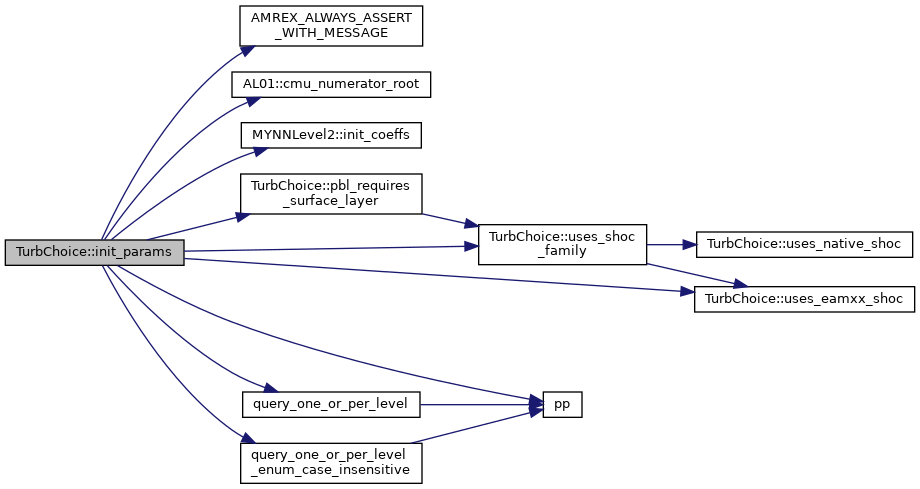 AMREX_ALWAYS_ASSERT
_WITH_MESSAGE
AL01::cmu_numerator_root
MYNNLevel2::init_coeffs
TurbChoice::pbl_requires
_surface_layer
TurbChoice::uses_shoc
_family
TurbChoice::uses_native_shoc
TurbChoice::init_params
TurbChoice::uses_eamxx_shoc
query_one_or_per_level
pp
query_one_or_per_level
_enum_case_insensitive